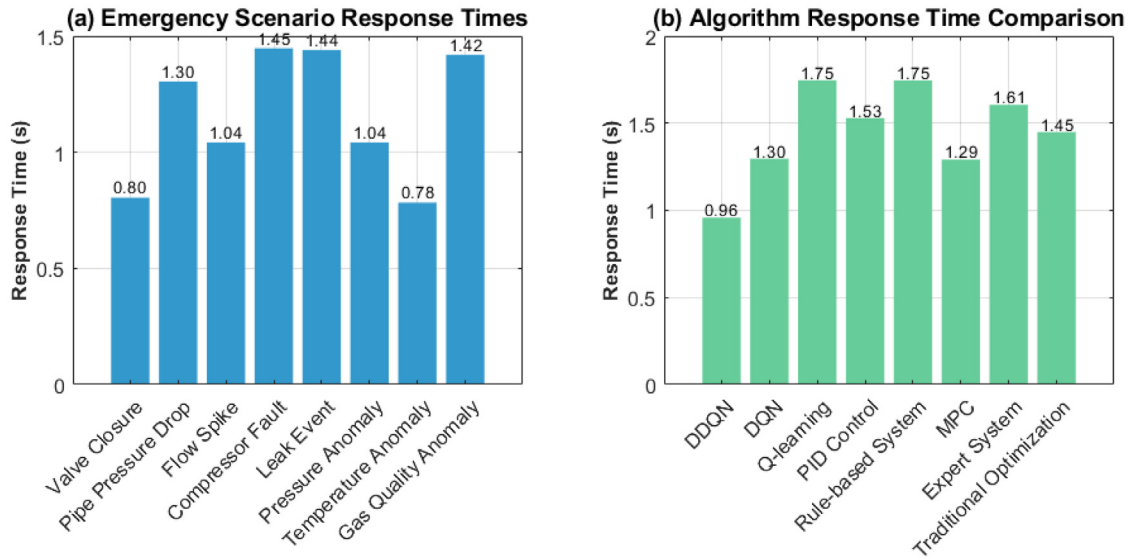 (a) Emergency Scenario Response Times
Response Time (s)
1.5
1
0.5
0
0.80
1.30
1.04
1.45
1.44
1.04
0.78
1.42
Valve Closure
Pipe Pressure Drop
Flow Spike
Compressor Fault
Leak Event
Pressure Anomaly
Temperature Anomaly
Gas Quality Anomaly
(b) Algorithm Response Time Comparison
Response Time (s)
2
1.5
1
0.5
0
0.96
1.30
1.75
1.53
1.75
1.29
1.61
1.45
DDQN
DQN
Q-learning
PID Control
Rule-based System
MPC
Expert System
Traditional Optimization